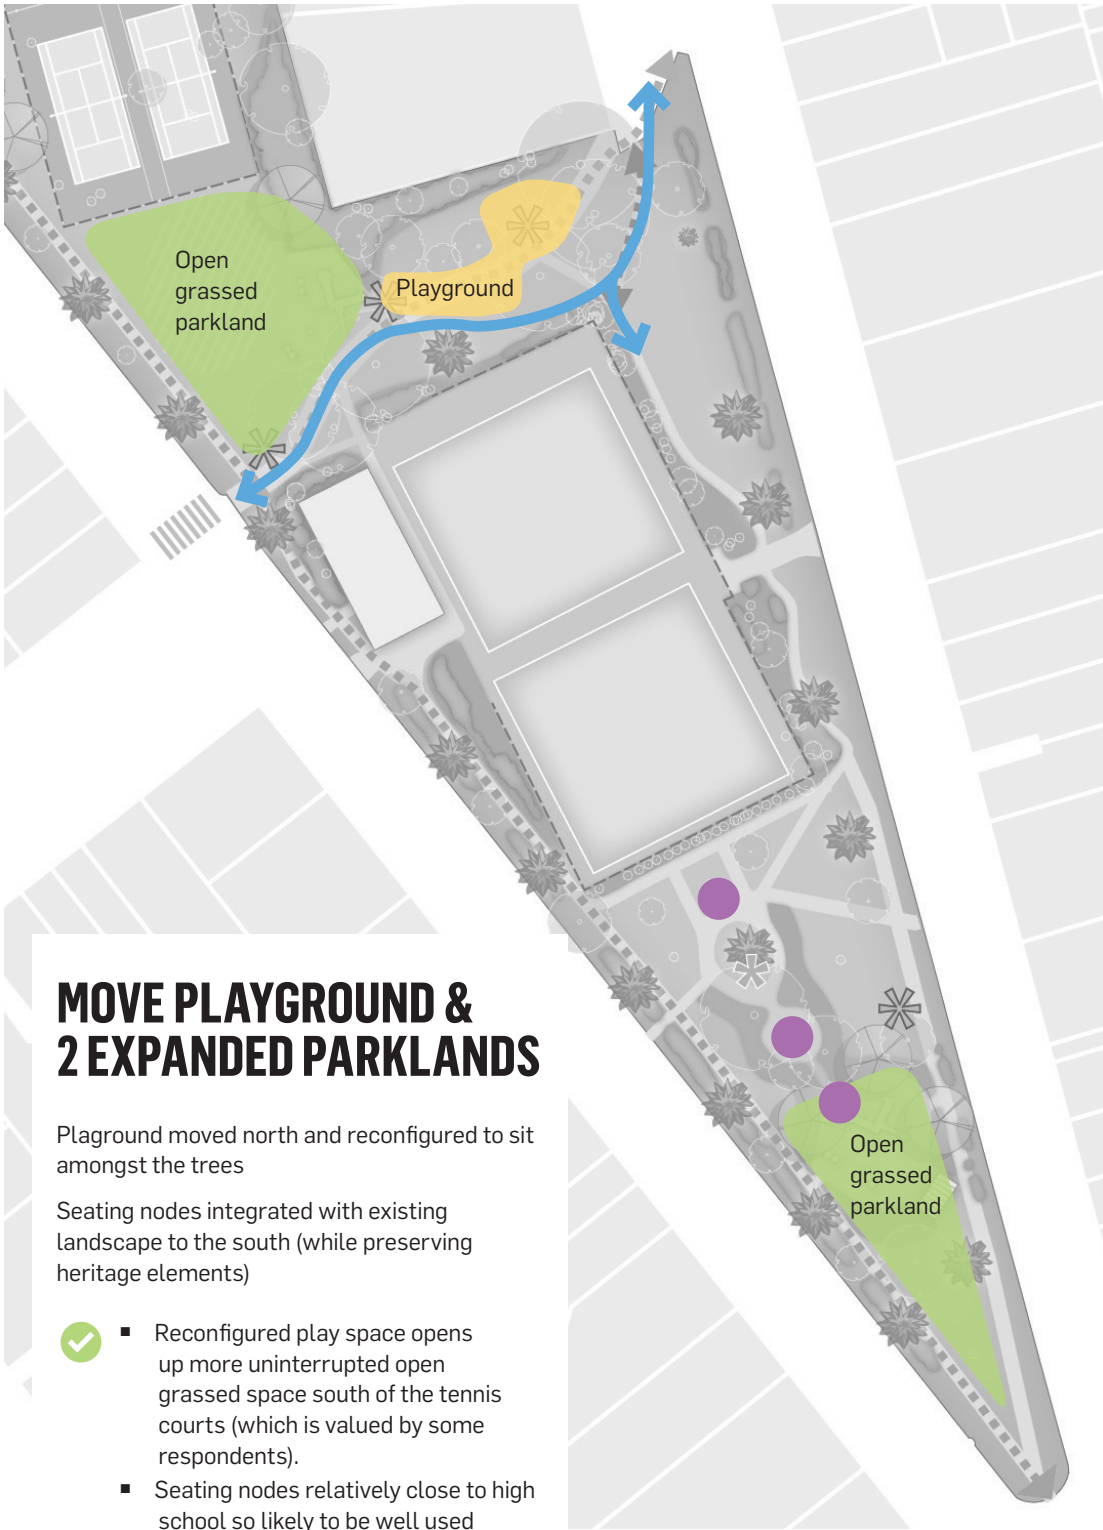 Open
grassed
parkland
Playground
MOVE PLAYGROUND &
2 EXPANDED PARKLANDS
Plaground moved north and reconfigured to sit
amongst the trees
Seating nodes integrated with existing
landscape to the south (while preserving
heritage elements)
▪ Reconfigured play space opens
up more uninterrupted open
grassed space south of the tennis
courts (which is valued by some
respondents).
▪ Seating nodes relatively close to high
school so likely to be well used
Open
grassed
parkland